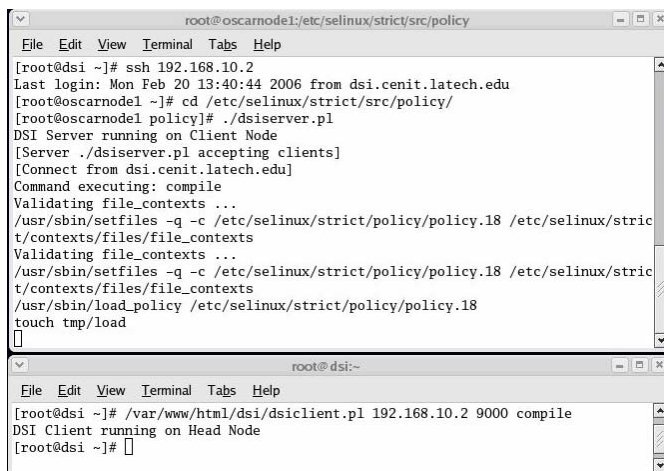 root@oscarnode1:/etc/selinux/strict/src/policy
File Edit View Terminal Tabs Help
[root@dsi ~]# ssh 192.168.10.2
Last login: Mon Feb 20 13:40:44 2006 from dsi.cenit.latech.edu
[root@oscarnode1 ~]# cd /etc/selinux/strict/src/policy/
[root@oscarnode1 policy]# ./dsiserver.pl
DSI Server running on Client Node
[Server ./dsiserver.pl accepting clients]
[Connect from dsi.cenit.latech.edu]
Command executing: compile
Validating file_contexts ...
/usr/sbin/setfiles -q -c /etc/selinux/strict/policy/policy.18 /etc/selinux/stric
t/contexts/files/file_contexts
Validating file_contexts ...
/usr/sbin/setfiles -q -c /etc/selinux/strict/policy/policy.18 /etc/selinux/stric
t/contexts/files/file_contexts
/usr/sbin/load_policy /etc/selinux/strict/policy/policy.18
touch tmp/load
root@dsi:~
File Edit View Terminal Tabs Help
[root@dsi ~]# /var/www/html/dsi/dsiclient.pl 192.168.10.2 9000 compile
DSI Client running on Head Node
[root@dsi ~]#